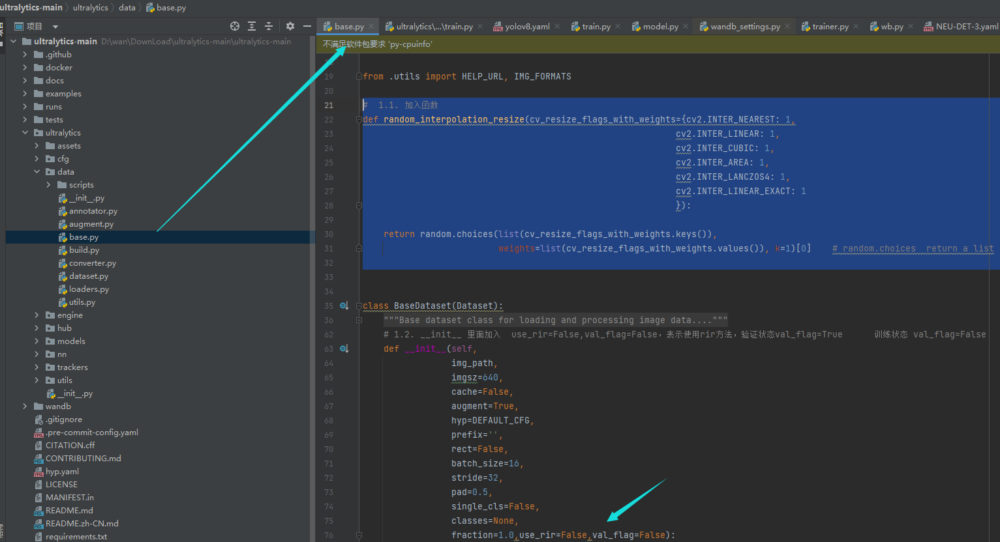 ultralytics-main 〉 ultralytics 〉 data 〉 base.py
项目
base.py ultralytics\...\train.py yolov8.yaml train.py model.py wandb_settings.py trainer.py wb.py NEU-DET-3.yaml
不满足软件包要求 'py-cpuinfo'
ultralytics-main D:\wan\DownLoad\ultralytics-main\ultralytics-main
.github
docker
docs
examples
runs
tests
ultralytics
assets
cfg
data
scripts
__init__.py
annotator.py
augment.py
base.py
build.py
converter.py
dataset.py
loaders.py
utils.py
engine
hub
models
nn
trackers
utils
__init__.py
wandb
.gitignore
.pre-commit-config.yaml
CITATION.cff
CONTRIBUTING.md
hyp.yaml
LICENSE
MANIFEST.in
README.md
README.zh-CN.md
requirements.txt
19 from .utils import HELP_URL, IMG_FORMATS
20
21 # 1.1. 加入函数
22 def random_interpolation_resize(cv_resize_flags_with_weights={cv2.INTER_NEAREST: 1,
23 cv2.INTER_LINEAR: 1,
24 cv2.INTER_CUBIC: 1,
25 cv2.INTER_AREA: 1,
26 cv2.INTER_LANCZOS4: 1,
27 cv2.INTER_LINEAR_EXACT: 1
28 }):
29
30 return random.choices(list(cv_resize_flags_with_weights.keys()),
31 weights=list(cv_resize_flags_with_weights.values()), k=1)[0] # random.choices return a list
32
33
34
35 class BaseDataset(Dataset):
36 """Base dataset class for loading and processing image data...."""
62 # 1.2. __init__ 里面加入 use_rir=False,val_flag=False，表示使用rir方法，验证状态val_flag=True 训练状态 val_flag=False
63 def __init__(self,
64 img_path,
65 imgsz=640,
66 cache=False,
67 augment=True,
68 hyp=DEFAULT_CFG,
69 prefix='',
70 rect=False,
71 batch_size=16,
72 stride=32,
73 pad=0.5,
74 single_cls=False,
75 classes=None,
76 fraction=1.0,use_rir=False,val_flag=False):